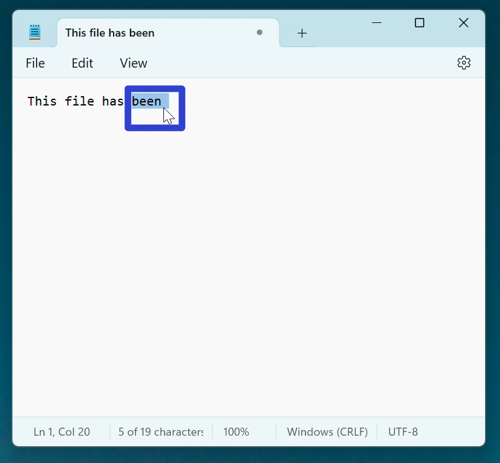 This file has been
File Edit View
This file has been
Ln 1, Col 20 5 of 19 characters 100% Windows (CRLF) UTF-8